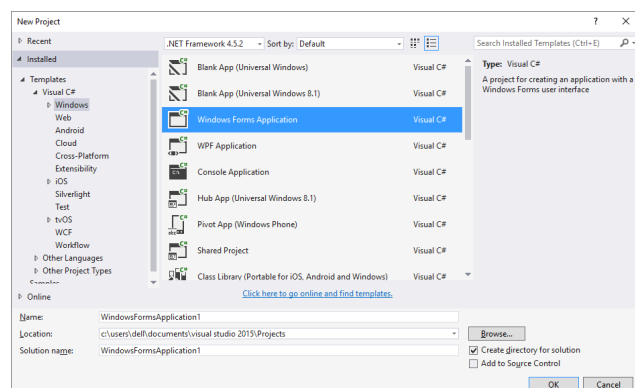 New Project
? ×
Recent
.NET Framework 4.5.2 Sort by: Default
Search Installed Templates (Ctrl+E)
Installed
Templates
Visual C#
Windows
Web
Android
Cloud
Cross-Platform
Extensibility
iOS
Silverlight
Test
tvOS
WCF
Workflow
Other Languages
Other Project Types
Samples
Online
Blank App (Universal Windows) Visual C#
Blank App (Universal Windows 8.1) Visual C#
Windows Forms Application Visual C#
WPF Application Visual C#
Console Application Visual C#
Hub App (Universal Windows 8.1) Visual C#
Pivot App (Windows Phone) Visual C#
Shared Project Visual C#
Class Library (Portable for iOS, Android and Windows) Visual C#
Click here to go online and find templates.
Type: Visual C#
A project for creating an application with a
Windows Forms user interface
Name: WindowsFormsApplication1
Location: c:\users\dell\documents\visual studio 2015\Projects
Browse...
Solution name: WindowsFormsApplication1
Create directory for solution
Add to Source Control
OK Cancel